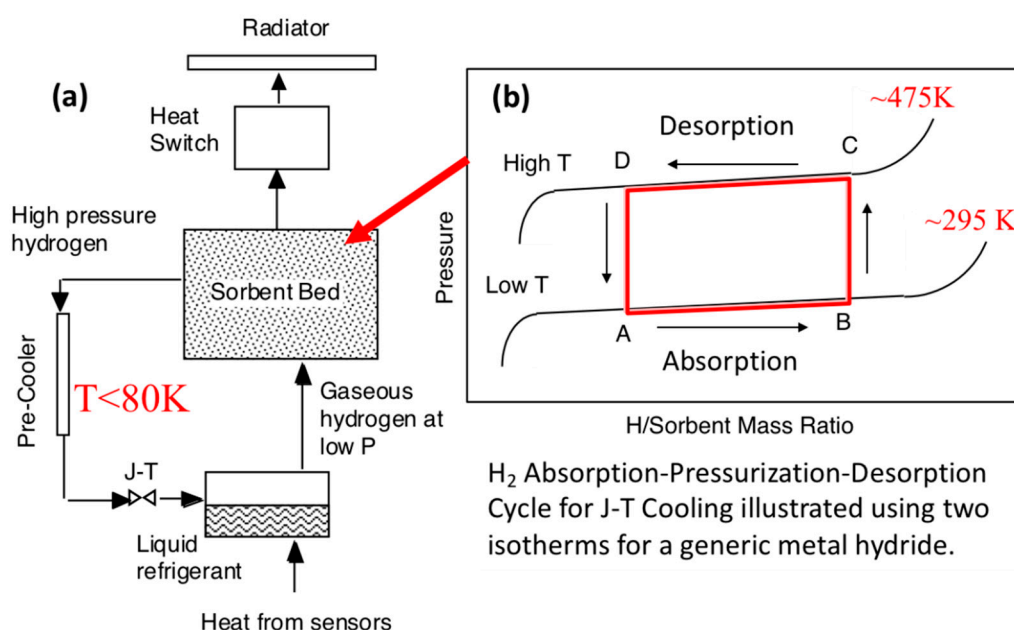 Radiator
(a)
Heat
Switch
High pressure
hydrogen
Sorbent Bed
Pre-Cooler
T<80K
Gaseous
hydrogen at
low P
J-T
Liquid
refrigerant
Heat from sensors
(b)
~475K
Desorption
C
D
High T
~295 K
Pressure
Low T
A
B
Absorption
H/Sorbent Mass Ratio
H₂ Absorption-Pressurization-Desorption
Cycle for J-T Cooling illustrated using two
isotherms for a generic metal hydride.